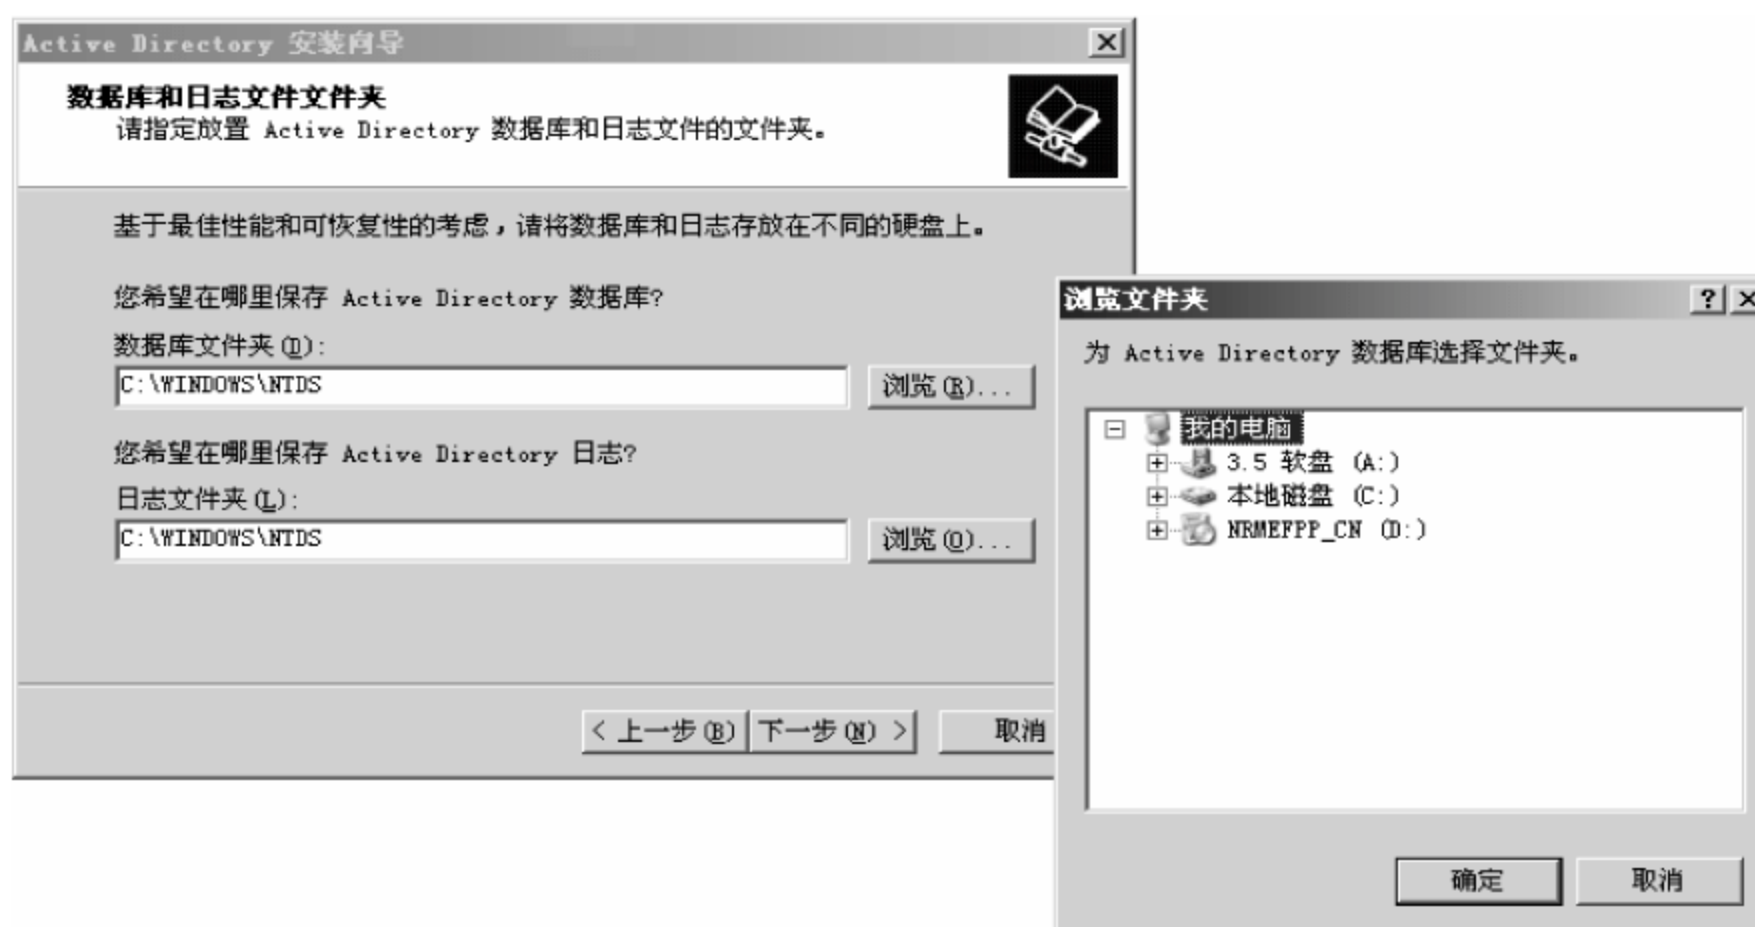 Active Directory 安装向导
数据库和日志文件文件夹
请指定放置 Active Directory 数据库和日志文件的文件夹。
基于最佳性能和可恢复性的考虑，请将数据库和日志存放在不同的硬盘上。
您希望在哪里保存 Active Directory 数据库?
数据库文件夹(D):
C:\WINDOWS\NTDS
浏览(R)...
您希望在哪里保存 Active Directory 日志?
日志文件夹(L):
C:\WINDOWS\NTDS
浏览(O)...
< 上一步(B)
下一步(N) >
取消
浏览文件夹
为 Active Directory 数据库选择文件夹。
我的电脑
3.5 软盘 (A:)
本地磁盘 (C:)
NRMEFPP_CN (D:)
确定
取消